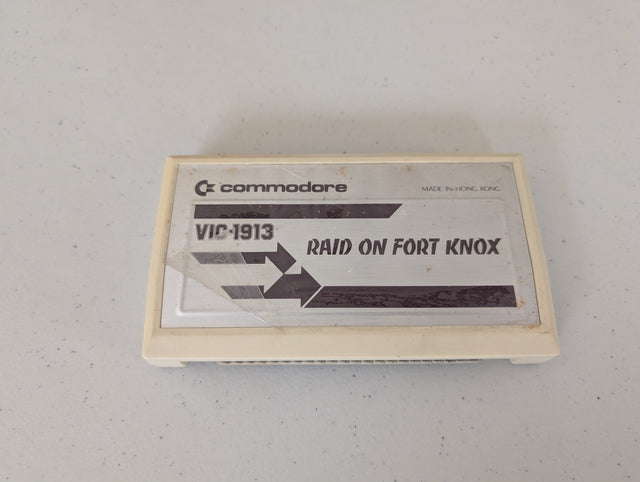 commodore
MADE IN HONG KONG
VIC-1913
RAID ON FORT KNOX